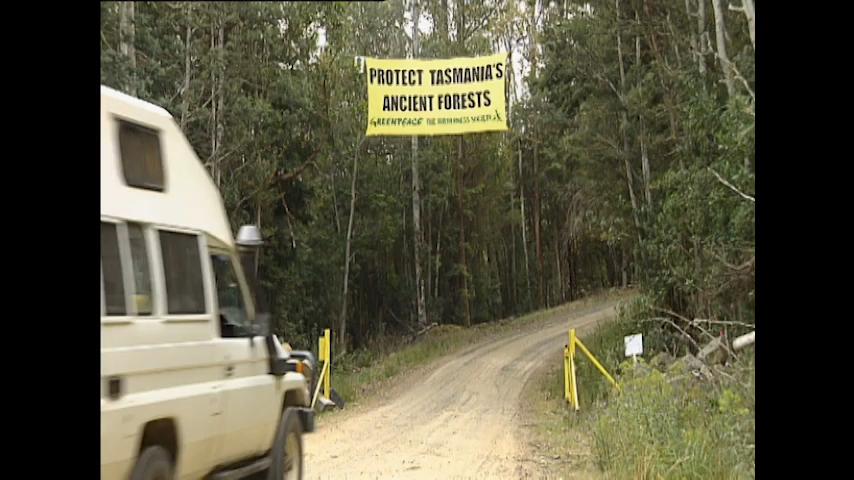 PROTECT TASMANIA'S
ANCIENT FORESTS
GREENPEACE THE WILDERNESS SOCIETY